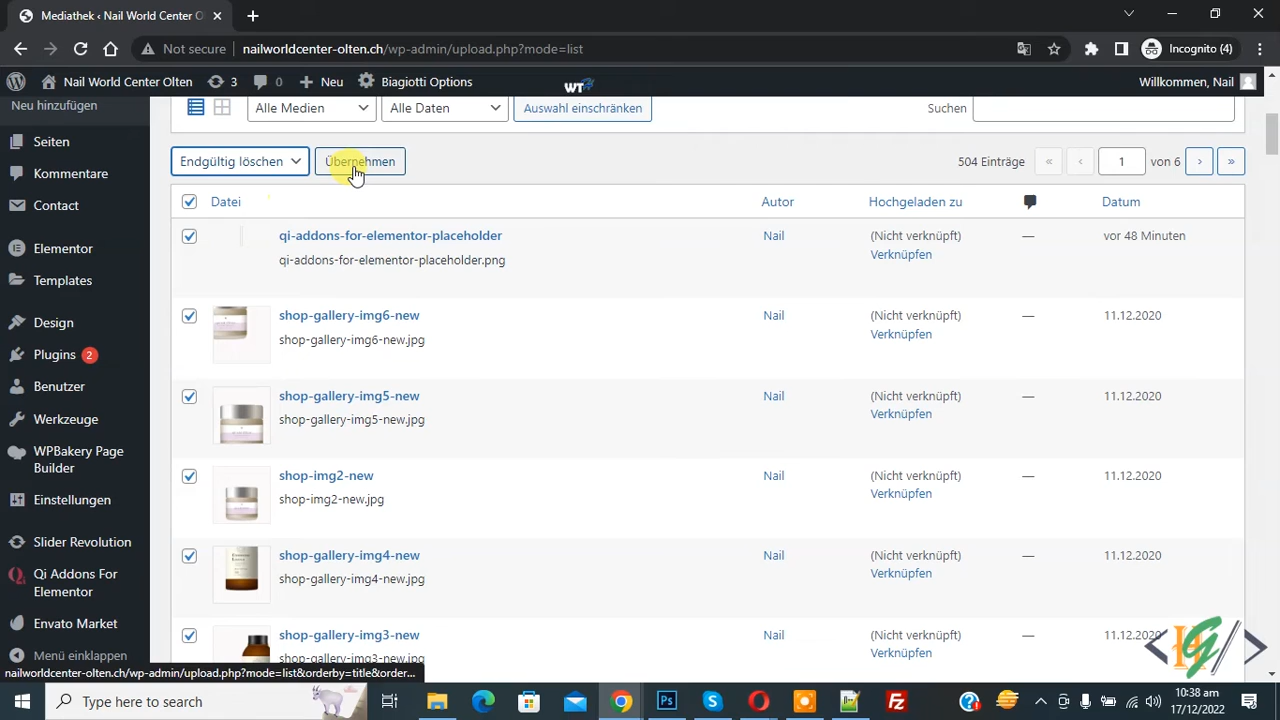 Mediathek ‹ Nail World Center O
Not secure
nailworldcenter-olten.ch/wp-admin/upload.php?mode=list
Incognito (4)
Nail World Center Olten
3
0
Neu
Biagiotti Options
WT
Willkommen, Nail
Neu hinzufügen
Seiten
Kommentare
Contact
Elementor
Templates
Design
Plugins 2
Benutzer
Werkzeuge
WPBakery Page
Builder
Einstellungen
Slider Revolution
Qi Addons For
Elementor
Envato Market
Menü einklappen
Alle Medien
Alle Daten
Auswahl einschränken
Suchen
Endgültig löschen
Übernehmen
504 Einträge « ‹ 1 von 6 › »
Datei Autor Hochgeladen zu Datum
qi-addons-for-elementor-placeholder Nail (Nicht verknüpft) — vor 48 Minuten
qi-addons-for-elementor-placeholder.png Verknüpfen
shop-gallery-img6-new Nail (Nicht verknüpft) — 11.12.2020
shop-gallery-img6-new.jpg Verknüpfen
shop-gallery-img5-new Nail (Nicht verknüpft) — 11.12.2020
shop-gallery-img5-new.jpg Verknüpfen
shop-img2-new Nail (Nicht verknüpft) — 11.12.2020
shop-img2-new.jpg Verknüpfen
shop-gallery-img4-new Nail (Nicht verknüpft) — 11.12.2020
shop-gallery-img4-new.jpg Verknüpfen
shop-gallery-img3-new Nail (Nicht verknüpft) — 11.12.2020
shop-gallery-img3-new.jpg Verknüpfen
nailworldcenter-olten.ch/wp-admin/upload.php?mode=list&orderby=title&order...
Type here to search
10:38 am
17/12/2022